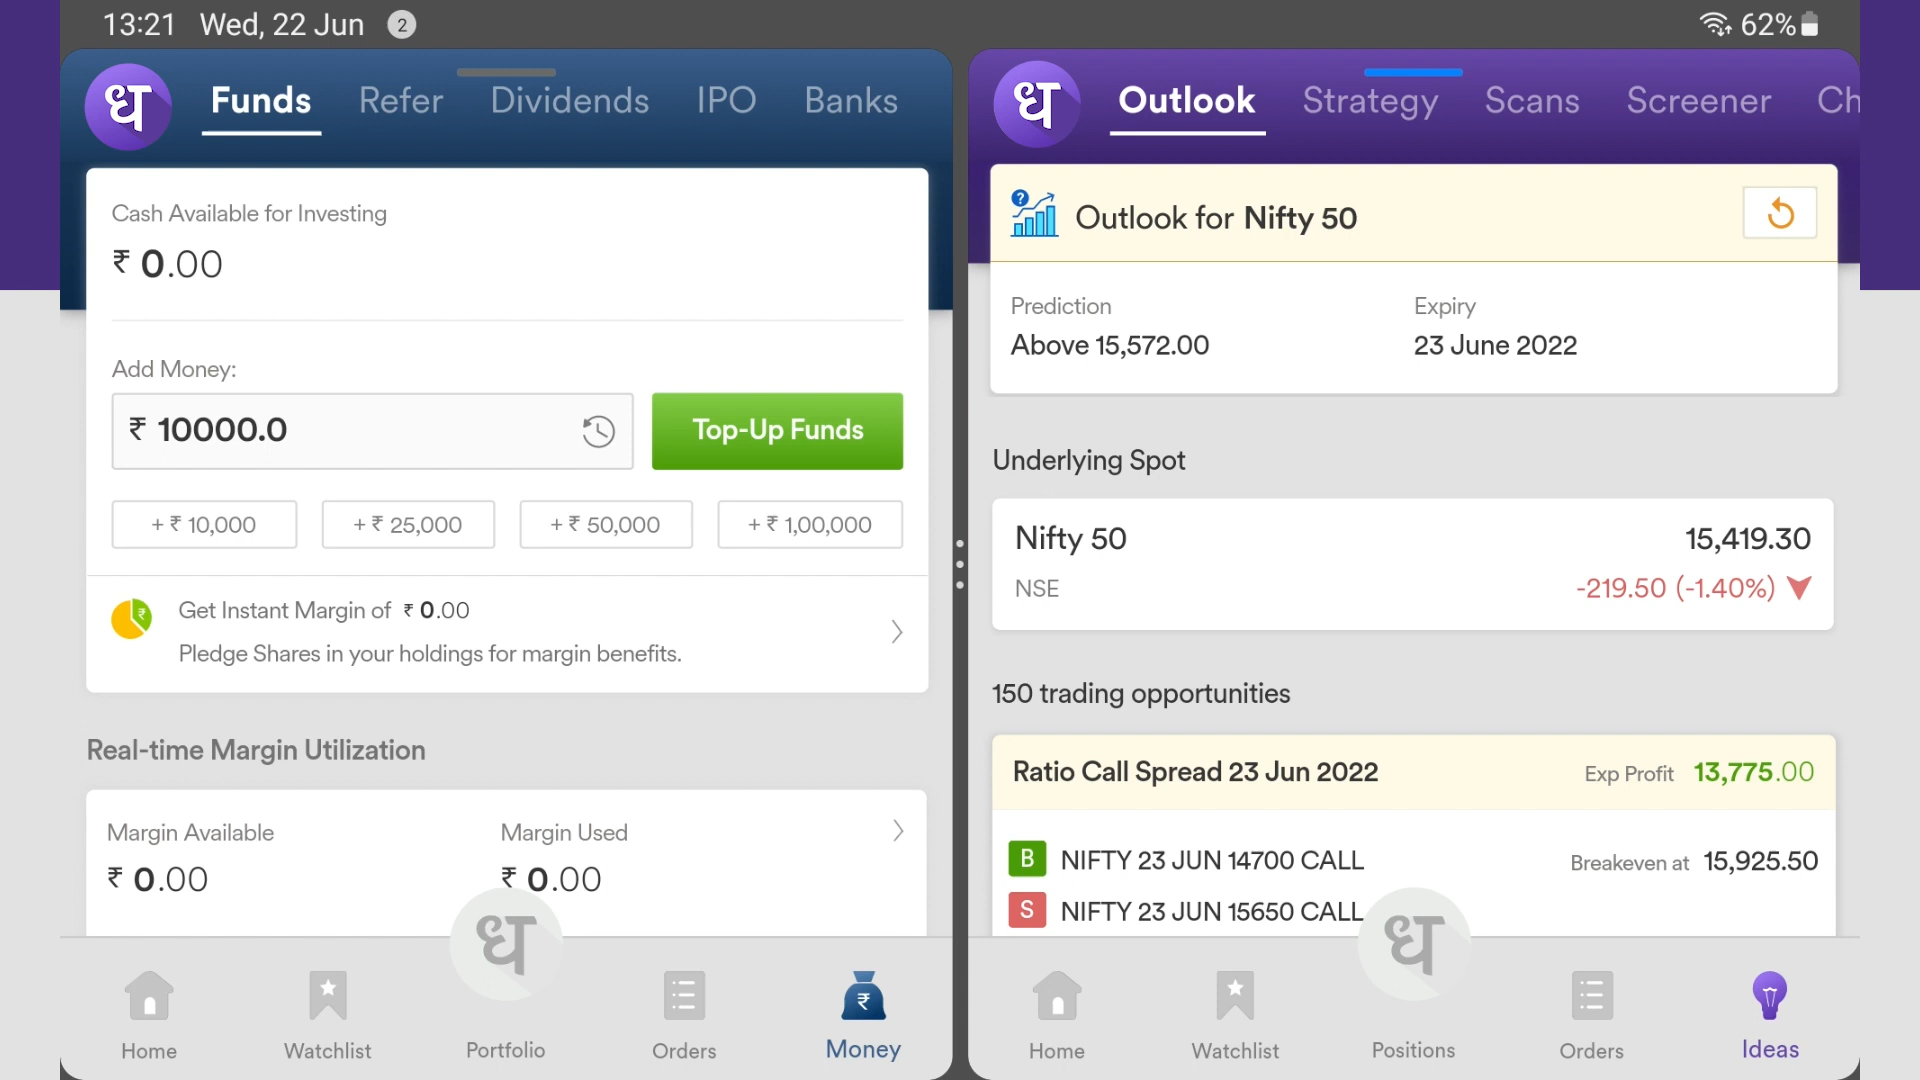 13:21 Wed, 22 Jun 2
62%
ध
Funds Refer Dividends IPO Banks
Cash Available for Investing
₹ 0.00
Add Money:
₹ 10000.0
Top-Up Funds
+ ₹ 10,000 + ₹ 25,000 + ₹ 50,000 + ₹ 1,00,000
₹
Get Instant Margin of ₹ 0.00
Pledge Shares in your holdings for margin benefits.
Real-time Margin Utilization
Margin Available Margin Used
₹ 0.00 ₹ 0.00
ध
₹
Home Watchlist Portfolio Orders Money
ध
Outlook Strategy Scans Screener Ch
?
Outlook for Nifty 50
Prediction Expiry
Above 15,572.00 23 June 2022
Underlying Spot
Nifty 50 15,419.30
NSE -219.50 (-1.40%)
150 trading opportunities
Ratio Call Spread 23 Jun 2022 Exp Profit 13,775.00
B NIFTY 23 JUN 14700 CALL Breakeven at 15,925.50
S NIFTY 23 JUN 15650 CALL
ध
Home Watchlist Positions Orders Ideas